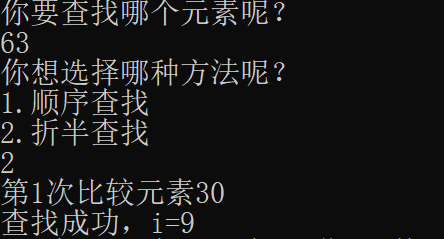 你要查找哪个元素呢？
63
你想选择哪种方法呢？
1.顺序查找
2.折半查找
2
第1次比较元素30
查找成功，i=9